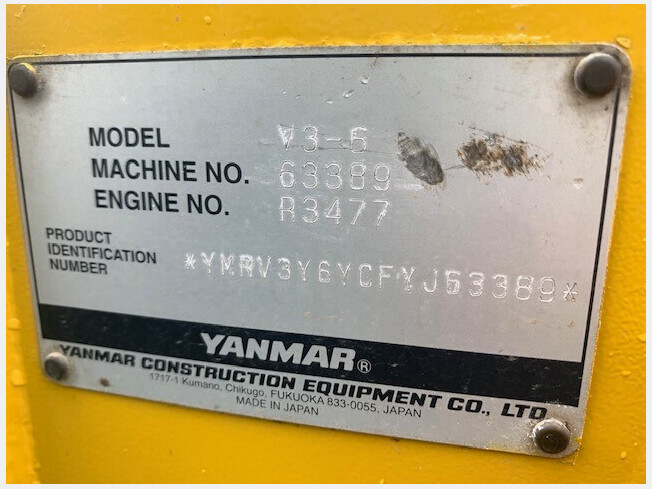 MODEL V3-6
MACHINE NO. 63389
ENGINE NO. R3477
PRODUCT
IDENTIFICATION
NUMBER *YMRV3Y6YCFYJ63389*
YANMAR®
YANMAR CONSTRUCTION EQUIPMENT CO., LTD.
1717-1 Kumano, Chikugo, FUKUOKA 833-0055, JAPAN
MADE IN JAPAN